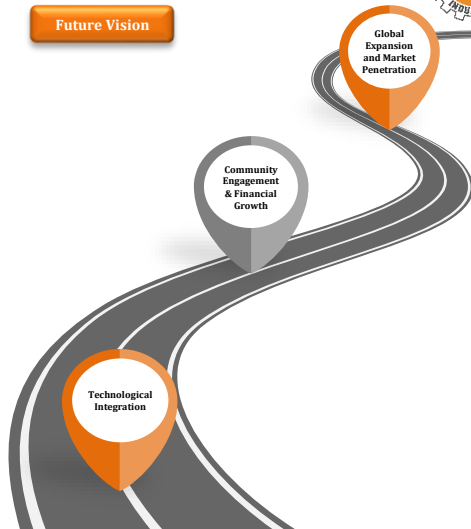 Future Vision
Global
Expansion
and Market
Penetration
Community
Engagement
& Financial
Growth
Technological
Integration